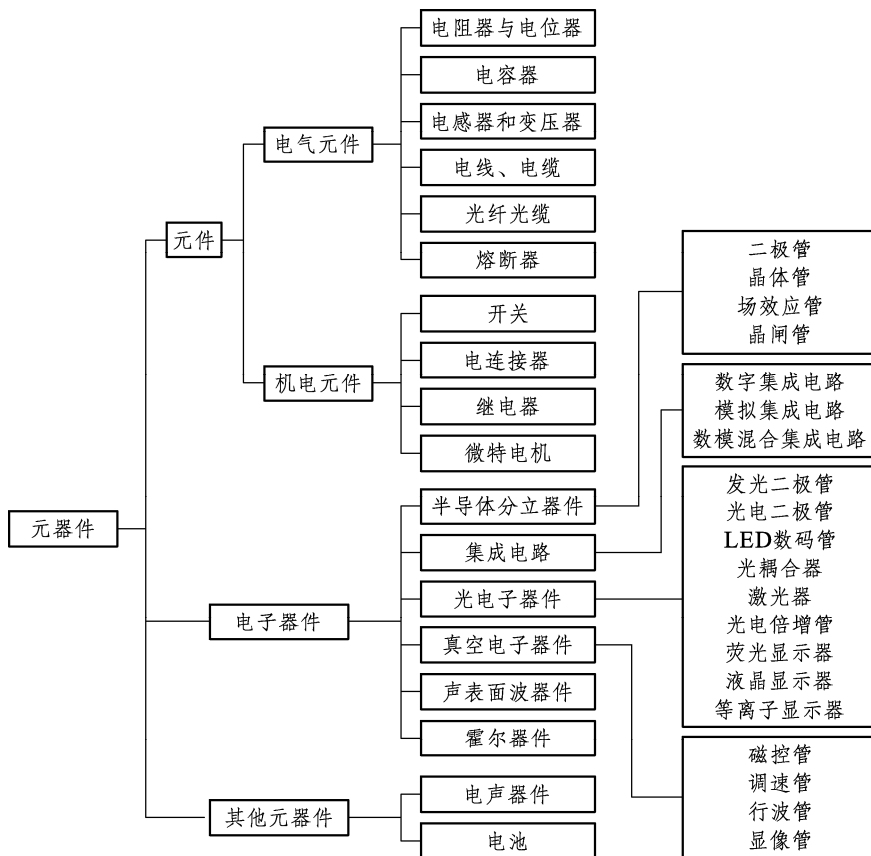 元器件
元件
电气元件
电阻器与电位器
电容器
电感器和变压器
电线、电缆
光纤光缆
熔断器
机电元件
开关
电连接器
继电器
微特电机
电子器件
半导体分立器件
二极管
晶体管
场效应管
晶闸管
集成电路
数字集成电路
模拟集成电路
数模混合集成电路
光电子器件
发光二极管
光电二极管
LED数码管
光耦合器
激光器
光电倍增管
荧光显示器
液晶显示器
等离子显示器
真空电子器件
磁控管
调速管
行波管
显像管
声表面波器件
霍尔器件
其他元器件
电声器件
电池